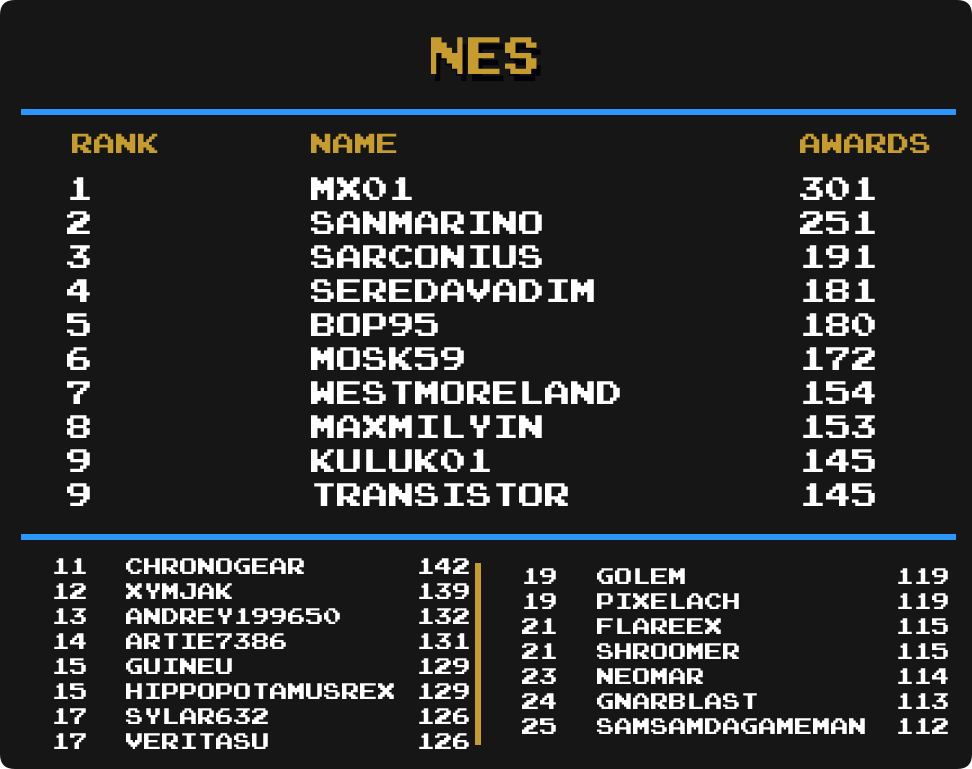 NES
RANK NAME AWARDS
1 MX01 301
2 SANMARINO 251
3 SARCONIUS 191
4 SEREDAVADIM 181
5 BOP95 180
6 MOSK59 172
7 WESTMORELAND 154
8 MAXMILYIN 153
9 KULUK01 145
9 TRANSISTOR 145
11 CHRONOGEAR 142
12 XYMJAK 139
13 ANDREY199650 132
14 ARTIE7386 131
15 GUINEU 129
15 HIPPOPOTAMUSREX 129
17 SYLAR632 126
17 VERITASU 126
19 GOLEM 119
19 PIXELACH 119
21 FLAREEX 115
21 SHROOMER 115
23 NEOMAR 114
24 GNARBLAST 113
25 SAMSAMDAGAMEMAN 112